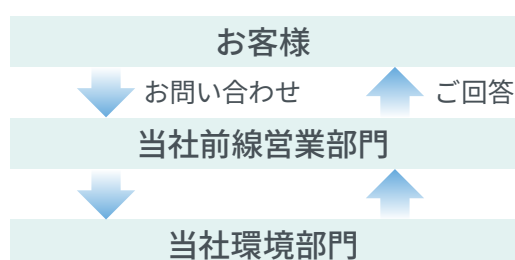 お客様
お問い合わせ
ご回答
当社前線営業部門
当社環境部門